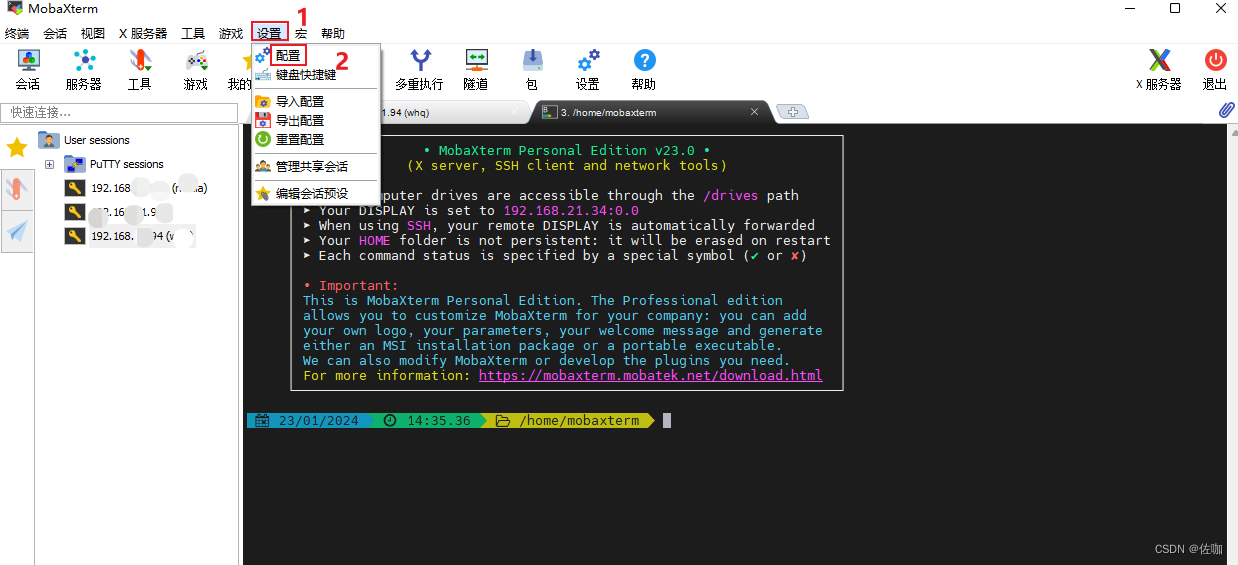 MobaXterm
1
终端 会话 视图 X 服务器 工具 游戏 设置 宏 帮助
配置
2
键盘快捷键
导入配置
导出配置
重置配置
管理共享会话
编辑会话预设
会话 服务器 工具 游戏 我的 多重执行 隧道 包 设置 帮助 X 服务器 退出
快速连接...
1.94 (whq)
3. /home/mobaxterm
User sessions
PuTTY sessions
192.168
192.168.
94
• MobaXterm Personal Edition v23.0 •
(X server, SSH client and network tools)
mputer drives are accessible through the /drives path
➤ Your DISPLAY is set to 192.168.21.34:0.0
➤ When using SSH, your remote DISPLAY is automatically forwarded
➤ Your HOME folder is not persistent: it will be erased on restart
➤ Each command status is specified by a special symbol (✔ or ✘)
• Important:
This is MobaXterm Personal Edition. The Professional edition
allows you to customize MobaXterm for your company: you can add
your own logo, your parameters, your welcome message and generate
either an MSI installation package or a portable executable.
We can also modify MobaXterm or develop the plugins you need.
For more information: https://mobaxterm.mobatek.net/download.html
23/01/2024 14:35.36 /home/mobaxterm
CSDN @佐咖